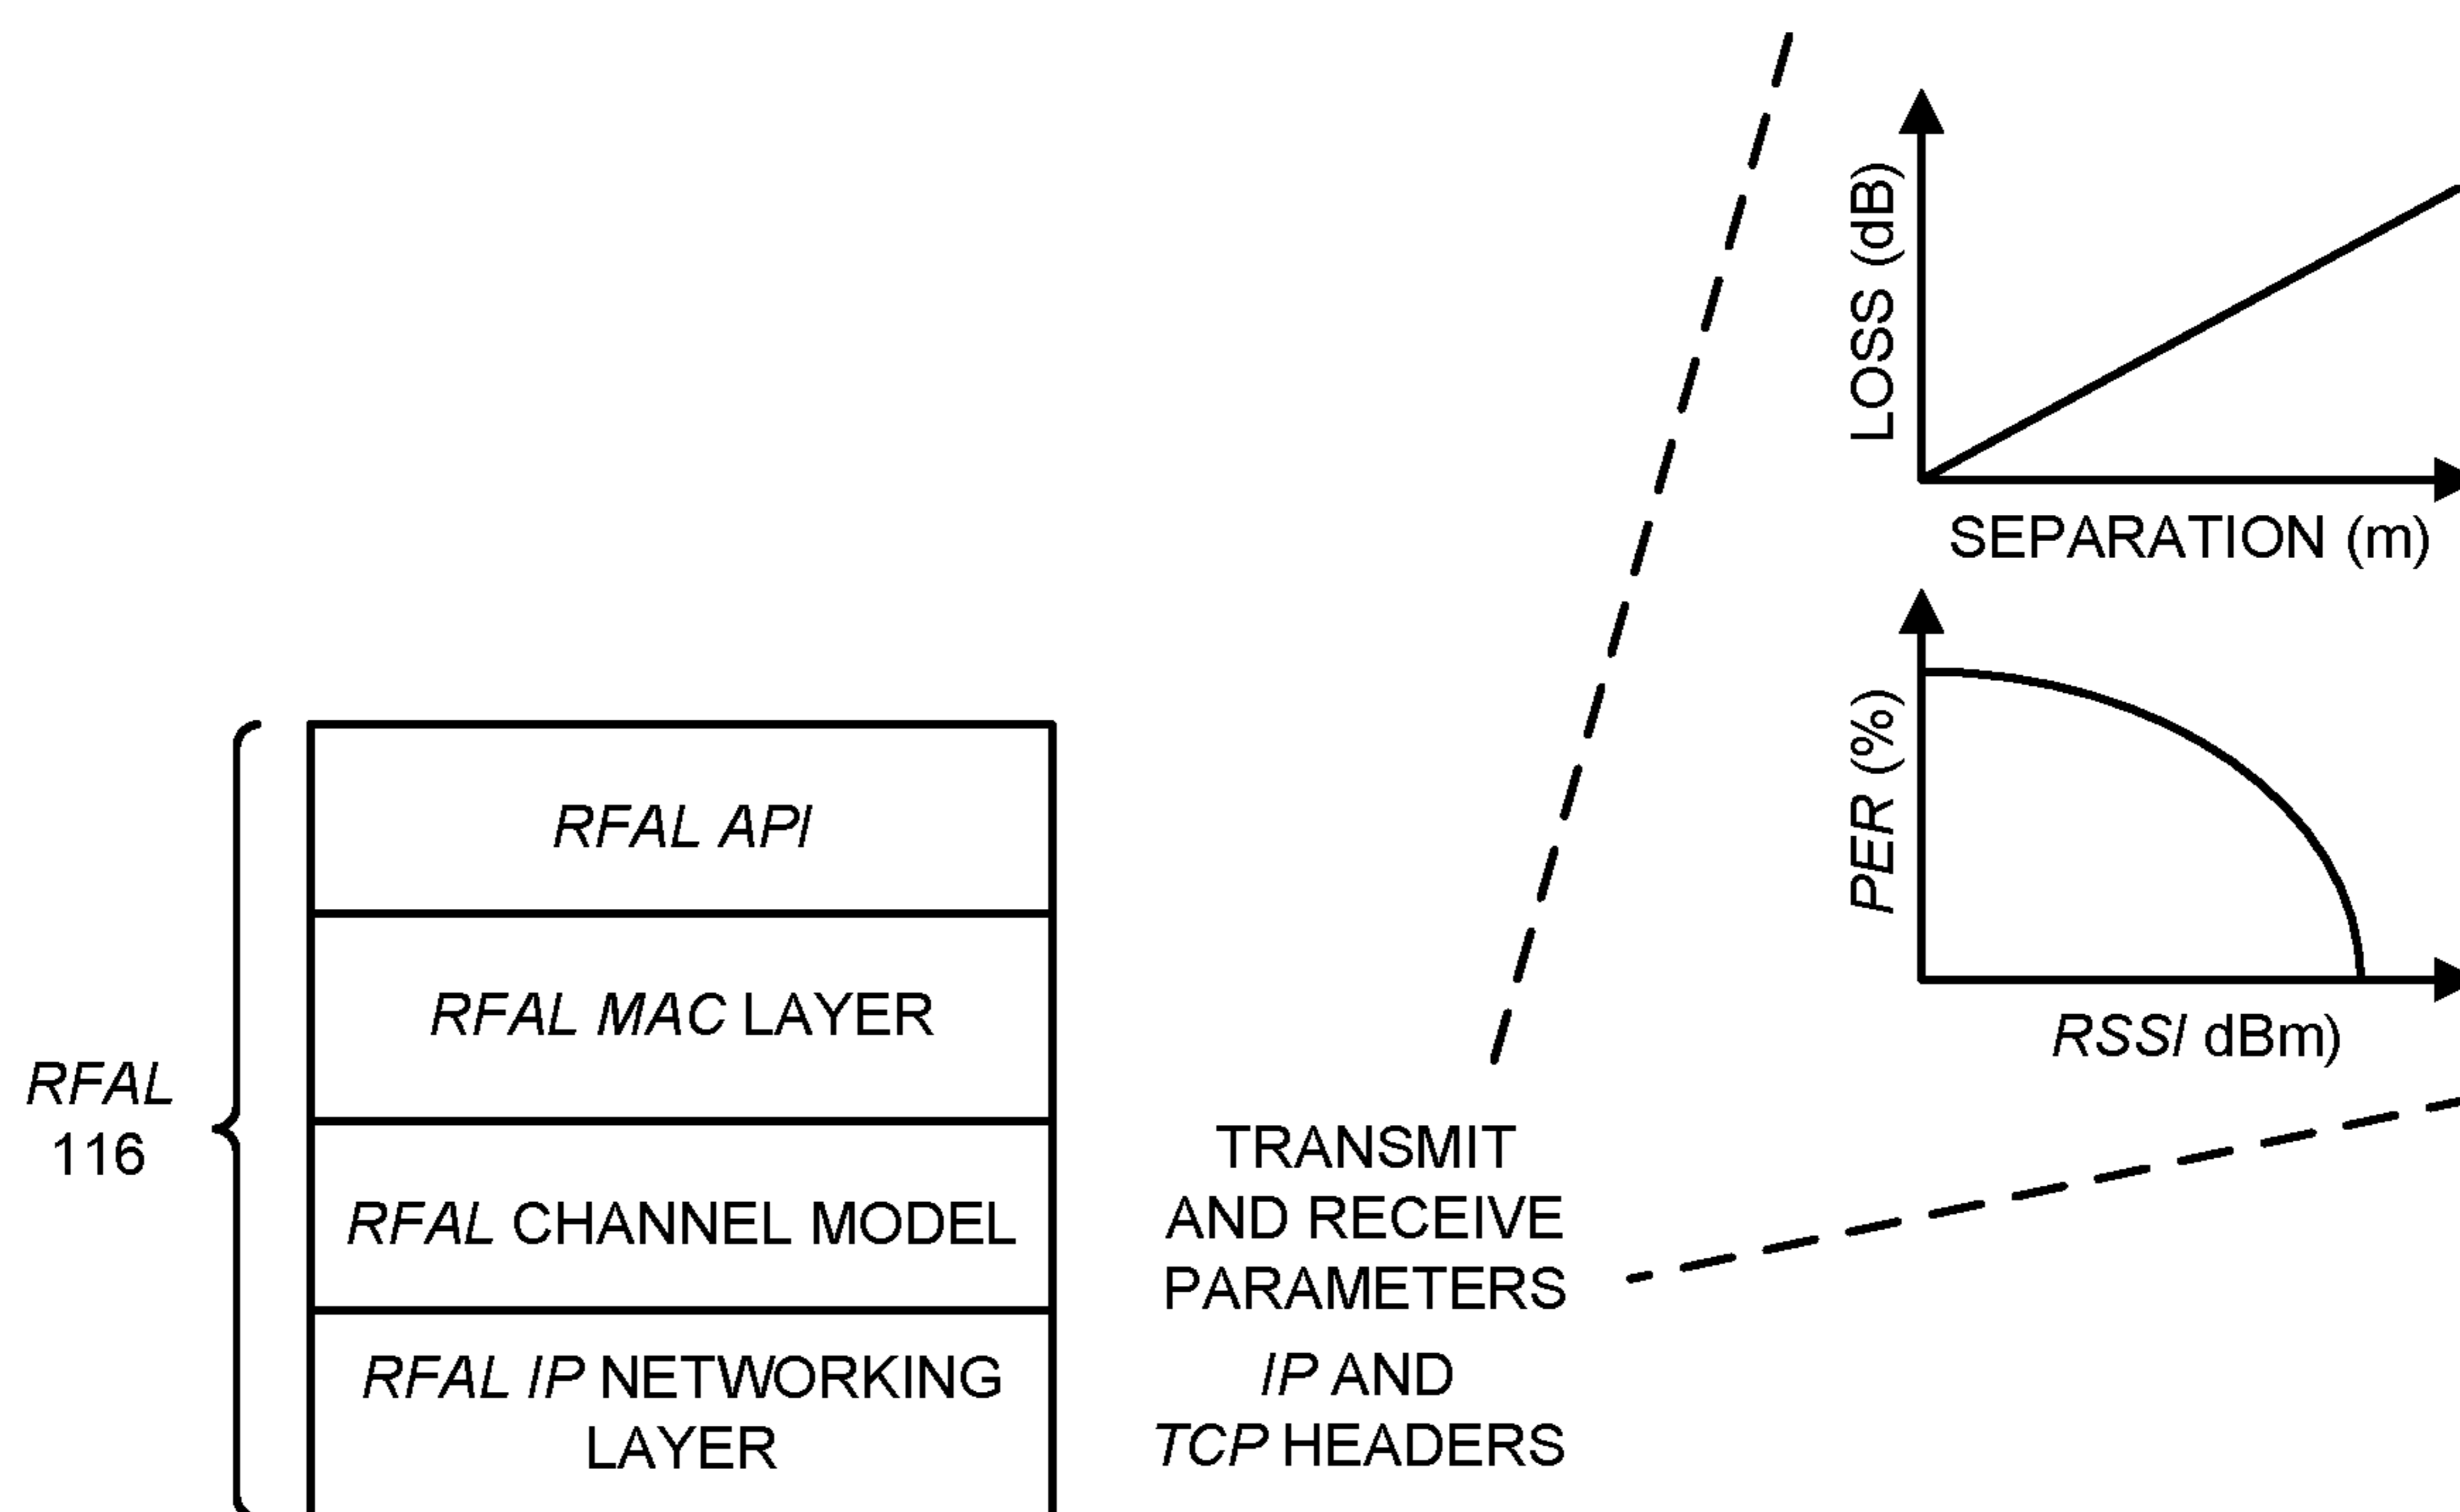 LOSS (dB)
SEPARATION (m)
PER (%)
RSSI dBm)
RFAL
116
RFAL API
RFAL MAC LAYER
RFAL CHANNEL MODEL
RFAL IP NETWORKING
LAYER
TRANSMIT
AND RECEIVE
PARAMETERS
IP AND
TCP HEADERS